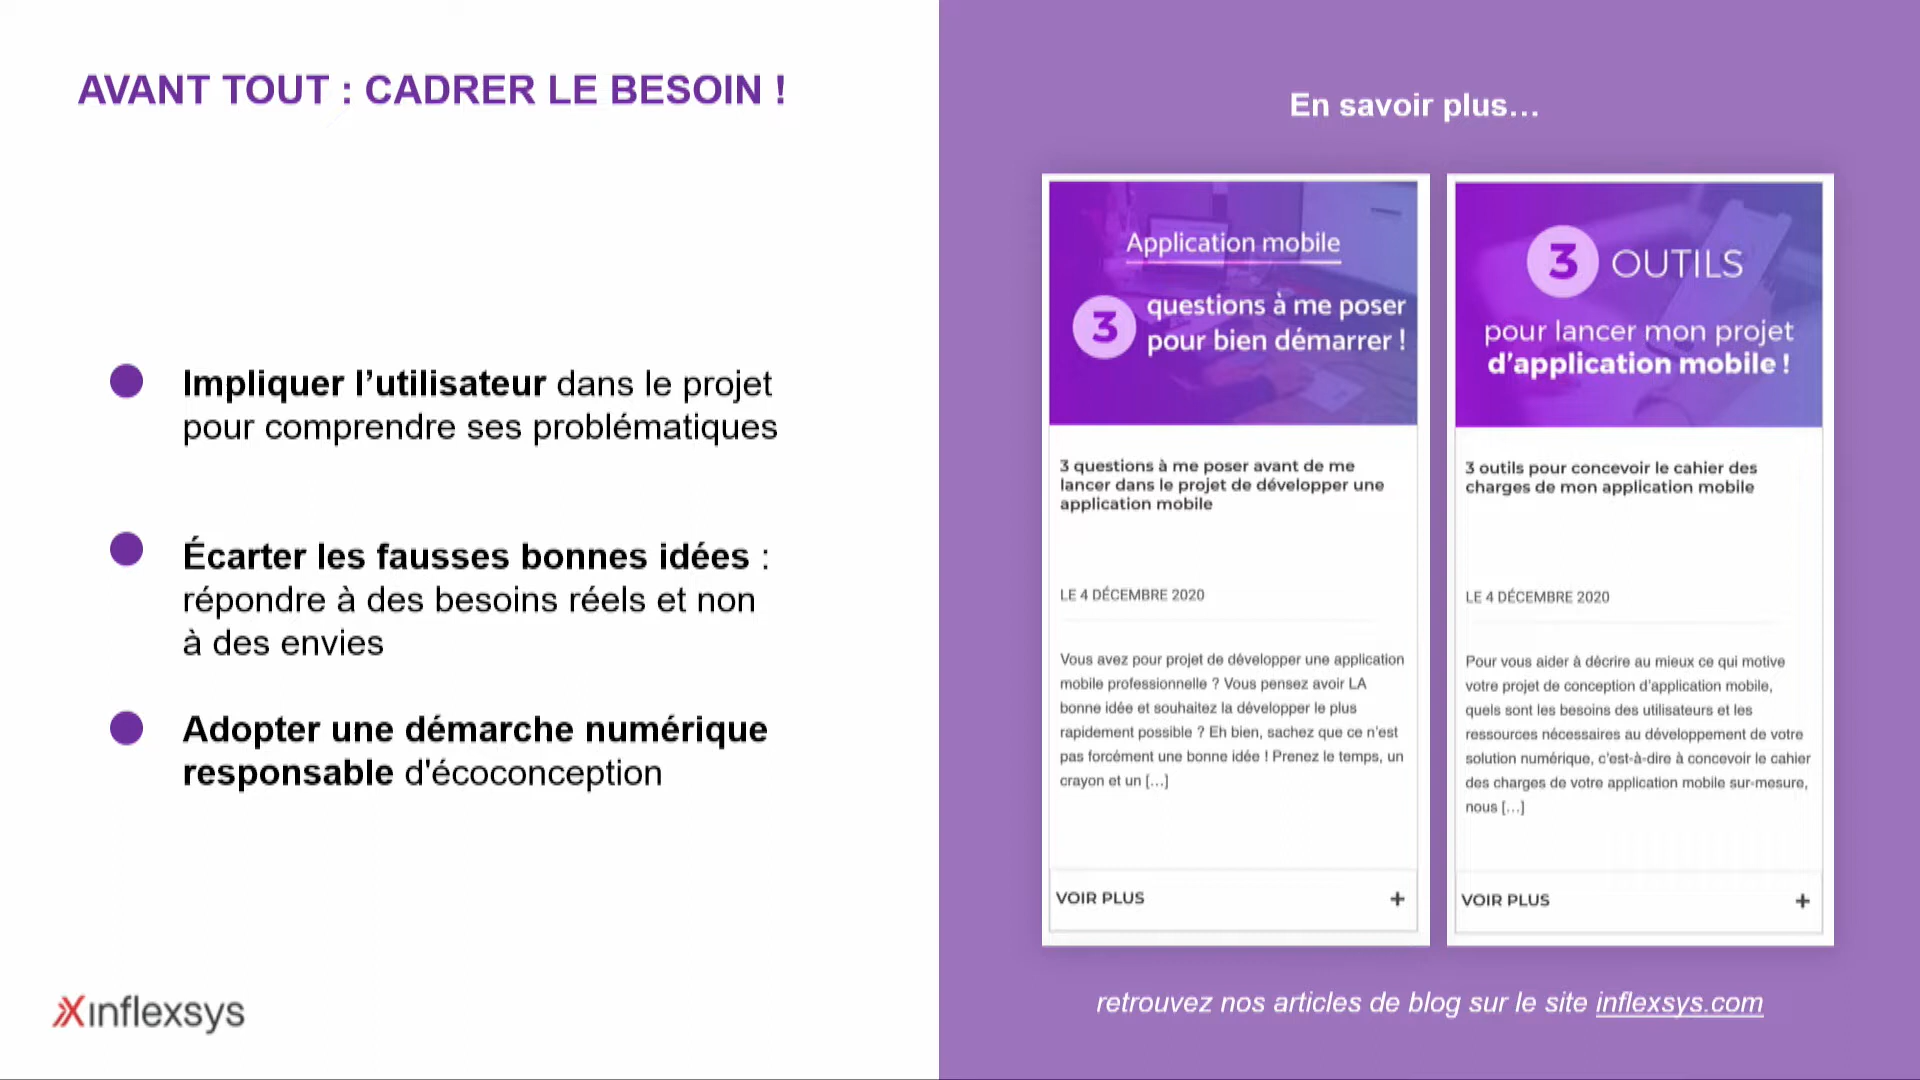 AVANT TOUT : CADRER LE BESOIN !
Impliquer l’utilisateur dans le projet
pour comprendre ses problématiques
Écarter les fausses bonnes idées :
répondre à des besoins réels et non
à des envies
Adopter une démarche numérique
responsable d'écoconception
inflexsys
En savoir plus…
Application mobile
3
questions à me poser
pour bien démarrer !
3 questions à me poser avant de me
lancer dans le projet de développer une
application mobile
LE 4 DÉCEMBRE 2020
Vous avez pour projet de développer une application
mobile professionnelle ? Vous pensez avoir LA
bonne idée et souhaitez la développer le plus
rapidement possible ? Eh bien, sachez que ce n’est
pas forcément une bonne idée ! Prenez le temps, un
crayon et un […]
VOIR PLUS +
3 OUTILS
pour lancer mon projet
d’application mobile !
3 outils pour concevoir le cahier des
charges de mon application mobile
LE 4 DÉCEMBRE 2020
Pour vous aider à décrire au mieux ce qui motive
votre projet de conception d’application mobile,
quels sont les besoins des utilisateurs et les
ressources nécessaires au développement de votre
solution numérique, c’est-à-dire à concevoir le cahier
des charges de votre application mobile sur-mesure,
nous […]
VOIR PLUS +
retrouvez nos articles de blog sur le site inflexsys.com